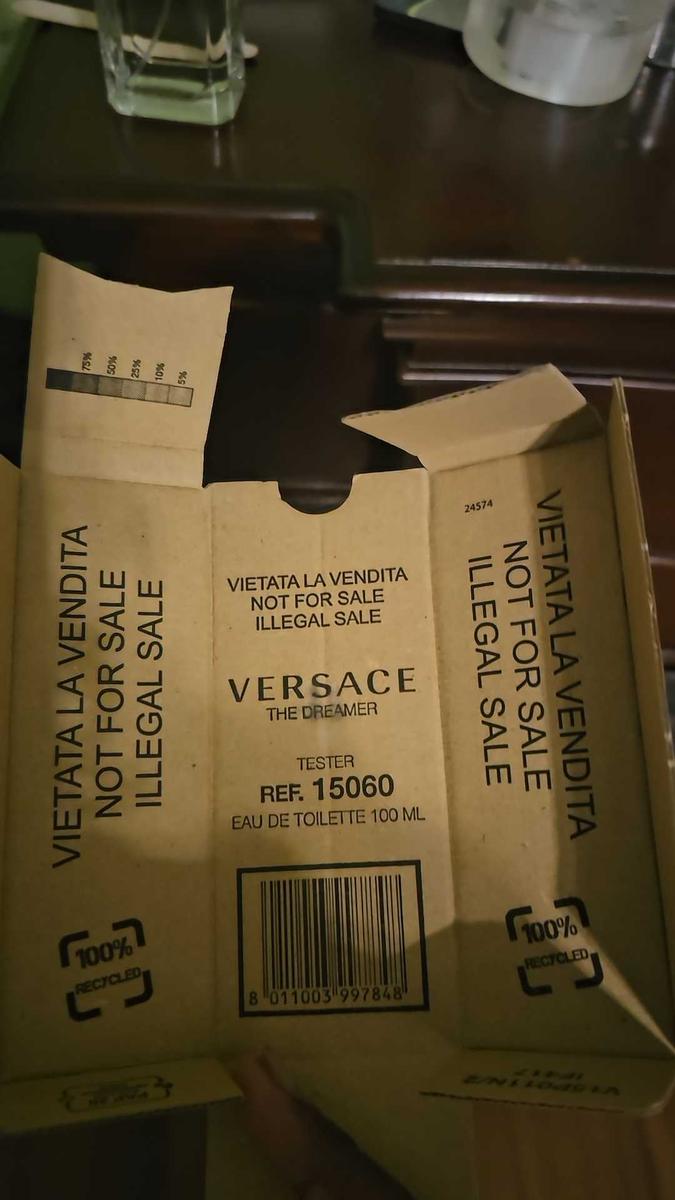 75%
50%
25%
10%
5%
VIETATA LA VENDITA
NOT FOR SALE
ILLEGAL SALE
100%
RECYCLED
VIETATA LA VENDITA
NOT FOR SALE
ILLEGAL SALE
VERSACE
THE DREAMER
TESTER
REF. 15060
EAU DE TOILETTE 100 ML
8 011003 997848
24574
VIETATA LA VENDITA
NOT FOR SALE
ILLEGAL SALE
100%
RECYCLED